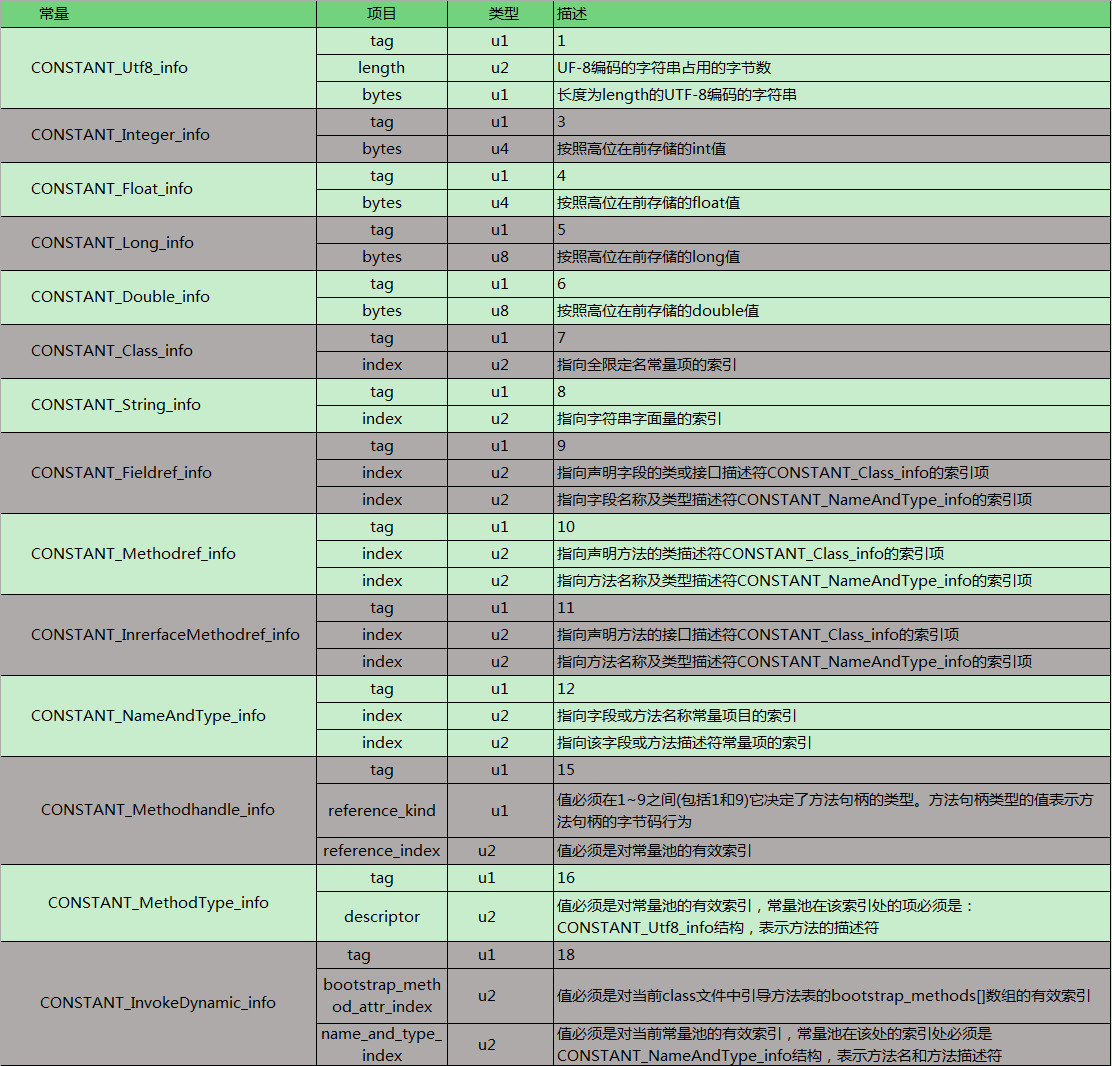 常量 项目 类型 描述
CONSTANT_Utf8_info
tag u1 1
length u2 UF-8编码的字符串占用的字节数
bytes u1 长度为length的UTF-8编码的字符串
CONSTANT_Integer_info
tag u1 3
bytes u4 按照高位在前存储的int值
CONSTANT_Float_info
tag u1 4
bytes u4 按照高位在前存储的float值
CONSTANT_Long_info
tag u1 5
bytes u8 按照高位在前存储的long值
CONSTANT_Double_info
tag u1 6
bytes u8 按照高位在前存储的double值
CONSTANT_Class_info
tag u1 7
index u2 指向全限定名常量项的索引
CONSTANT_String_info
tag u1 8
index u2 指向字符串字面量的索引
CONSTANT_Fieldref_info
tag u1 9
index u2 指向声明字段的类或接口描述符CONSTANT_Class_info的索引项
index u2 指向字段名称及类型描述符CONSTANT_NameAndType_info的索引项
CONSTANT_Methodref_info
tag u1 10
index u2 指向声明方法的类描述符CONSTANT_Class_info的索引项
index u2 指向方法名称及类型描述符CONSTANT_NameAndType_info的索引项
CONSTANT_InrerfaceMethodref_info
tag u1 11
index u2 指向声明方法的接口描述符CONSTANT_Class_info的索引项
index u2 指向方法名称及类型描述符CONSTANT_NameAndType_info的索引项
CONSTANT_NameAndType_info
tag u1 12
index u2 指向字段或方法名称常量项目的索引
index u2 指向该字段或方法描述符常量项的索引
CONSTANT_Methodhandle_info
tag u1 15
reference_kind u1 值必须在1~9之间(包括1和9)它决定了方法句柄的类型。方法句柄类型的值表示方
法句柄的字节码行为
reference_index u2 值必须是对常量池的有效索引
CONSTANT_MethodType_info
tag u1 16
descriptor u2 值必须是对常量池的有效索引，常量池在该索引处的项必须是：
CONSTANT_Utf8_info结构，表示方法的描述符
CONSTANT_InvokeDynamic_info
tag u1 18
bootstrap_meth
od_attr_index u2 值必须是对当前class文件中引导方法表的bootstrap_methods[]数组的有效索引
name_and_type_
index u2 值必须是对当前常量池的有效索引，常量池在该处的索引处必须是
CONSTANT_NameAndType_info结构，表示方法名和方法描述符